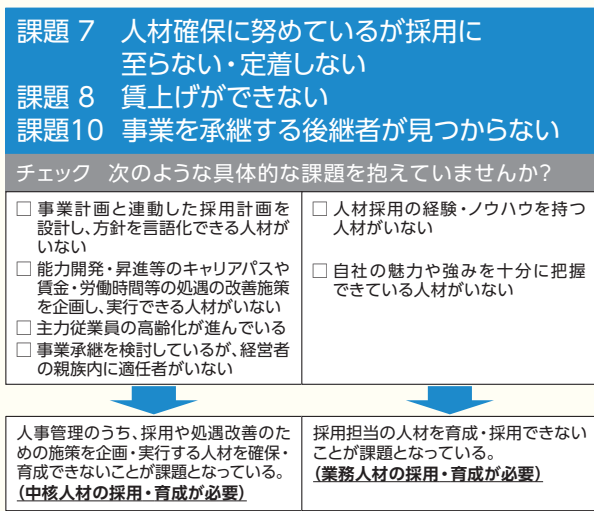 課題 7 人材確保に努めているが採用に
至らない・定着しない
課題 8 賃上げができない
課題10 事業を承継する後継者が見つからない
チェック 次のような具体的な課題を抱えていませんか?
□ 事業計画と連動した採用計画を
設計し、方針を言語化できる人材が
いない
□ 能力開発・昇進等のキャリアパスや
賃金・労働時間等の処遇の改善施策
を企画し、実行できる人材がいない
□ 主力従業員の高齢化が進んでいる
□ 事業承継を検討しているが、経営者
の親族内に適任者がいない
□ 人材採用の経験・ノウハウを持つ
人材がいない
□ 自社の魅力や強みを十分に把握
できている人材がいない
人事管理のうち、採用や処遇改善のた
めの施策を企画・実行する人材を確保・
育成できないことが課題となっている。
(中核人材の採用・育成が必要)
採用担当の人材を育成・採用できない
ことが課題となっている。
(業務人材の採用・育成が必要)